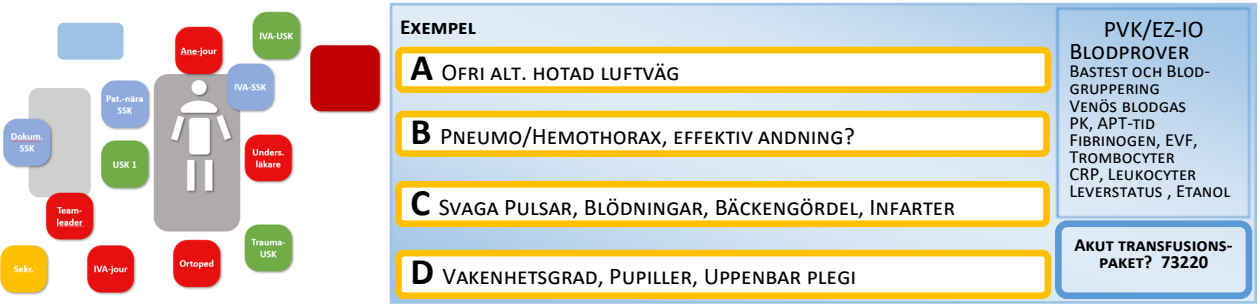 IVA-USK
Ane-jour
IVA-SSK
Pat.-nära
SSK
Dokum.
SSK
USK 1
Unders.
läkare
Team-
leader
Trauma-
USK
Sekr.
IVA-jour
Ortoped
EXEMPEL
A OFRI ALT. HOTAD LUFTVÄG
B PNEUMO/HEMOTHORAX, EFFEKTIV ANDNING?
C SVAGA PULSAR, BLÖDNINGAR, BÄCKENGÖRDEL, INFARTER
D VAKENHETSGRAD, PUPILLER, UPPENBAR PLEGI
PVK/EZ-IO
BLODPROVER
BASTEST OCH BLOD-
GRUPPERING
VENÖS BLODGAS
PK, APT-TID
FIBRINOGEN, EVF,
TROMBOCYTER
CRP, LEUKOCYTER
LEVERSTATUS , ETANOL
AKUT TRANSFUSIONS-
PAKET? 73220